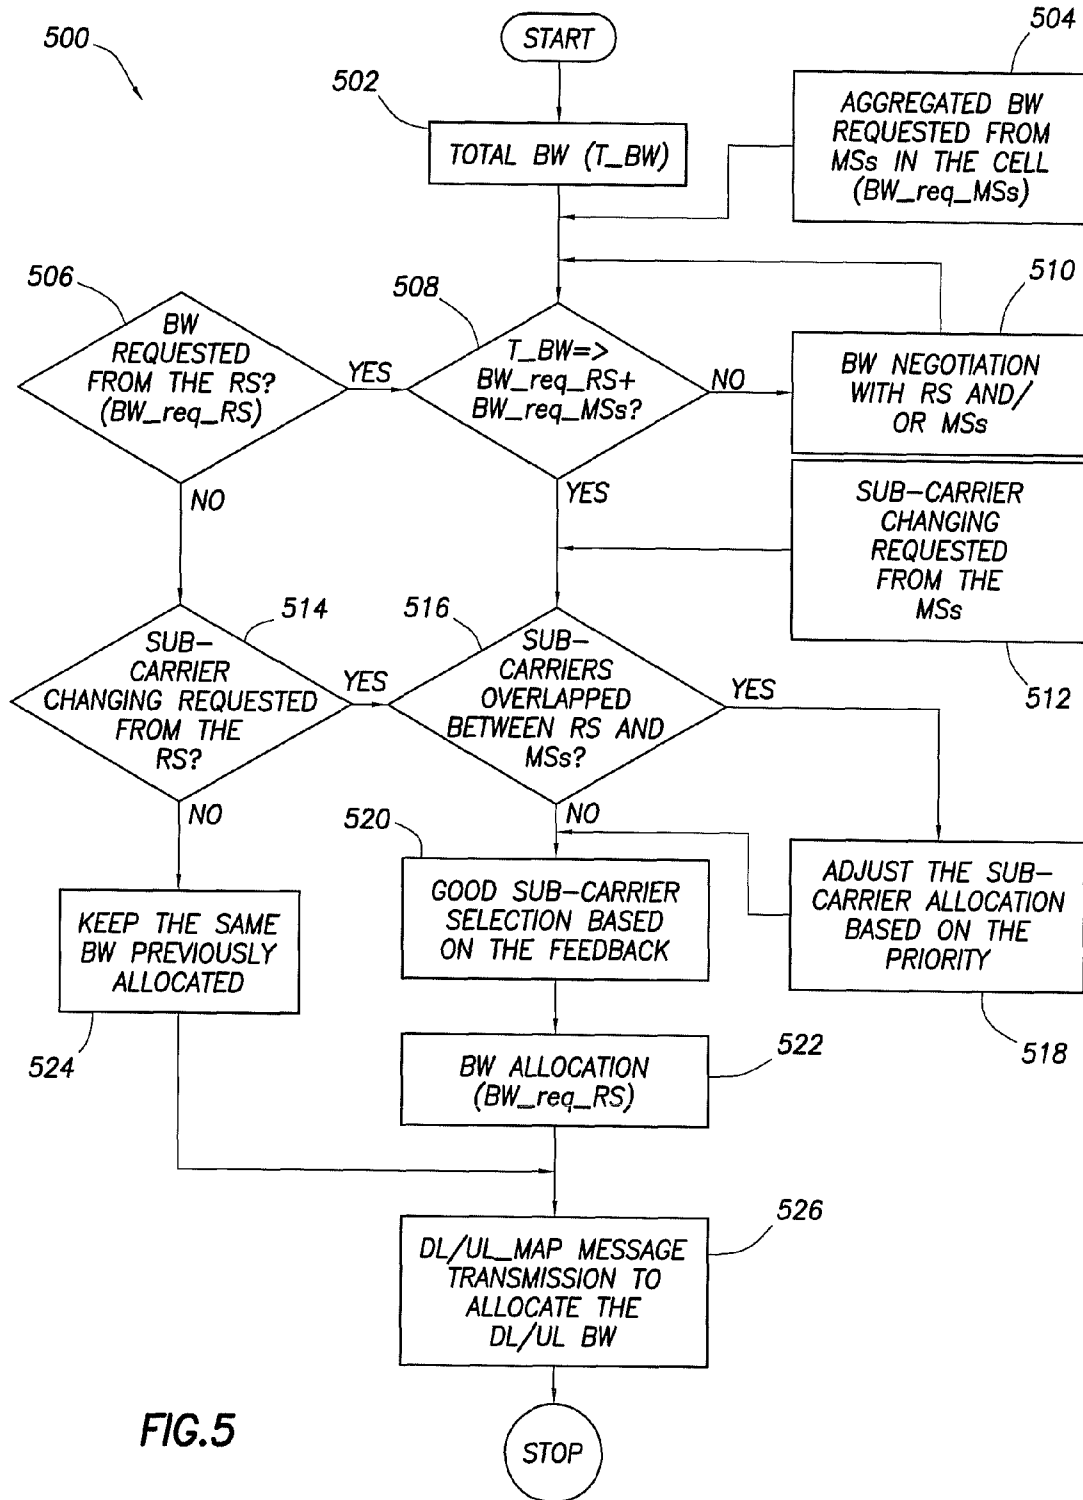 500
START
504
502
AGGREGATED BW
REQUESTED FROM
MSs IN THE CELL
(BW_req_MSs)
TOTAL BW (T_BW)
506
BW
REQUESTED
FROM THE RS?
(BW_req_RS)
YES
NO
508
T_BW=>
BW_req_RS+
BW_req_MSs?
NO
YES
510
BW NEGOTIATION
WITH RS AND/
OR MSs
SUB-CARRIER
CHANGING
REQUESTED
FROM THE
MSs
512
514
SUB-
CARRIER
CHANGING REQUESTED
FROM THE
RS?
YES
NO
516
SUB-
CARRIERS
OVERLAPPED
BETWEEN RS AND
MSs?
YES
NO
520
GOOD SUB-CARRIER
SELECTION BASED
ON THE FEEDBACK
ADJUST THE SUB-
CARRIER ALLOCATION
BASED ON THE
PRIORITY
518
KEEP THE SAME
BW PREVIOUSLY
ALLOCATED
524
BW ALLOCATION
(BW_req_RS)
522
526
DL/UL_MAP MESSAGE
TRANSMISSION TO
ALLOCATE THE
DL/UL BW
FIG.5
STOP